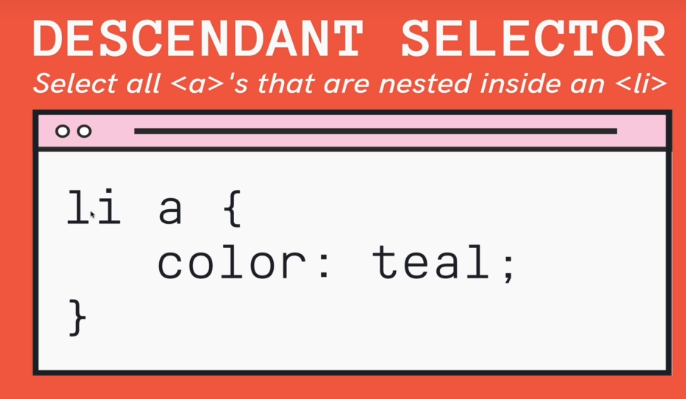 DESCENDANT SELECTOR
Select all <a>'s that are nested inside an <li>
li a {
color: teal;
}